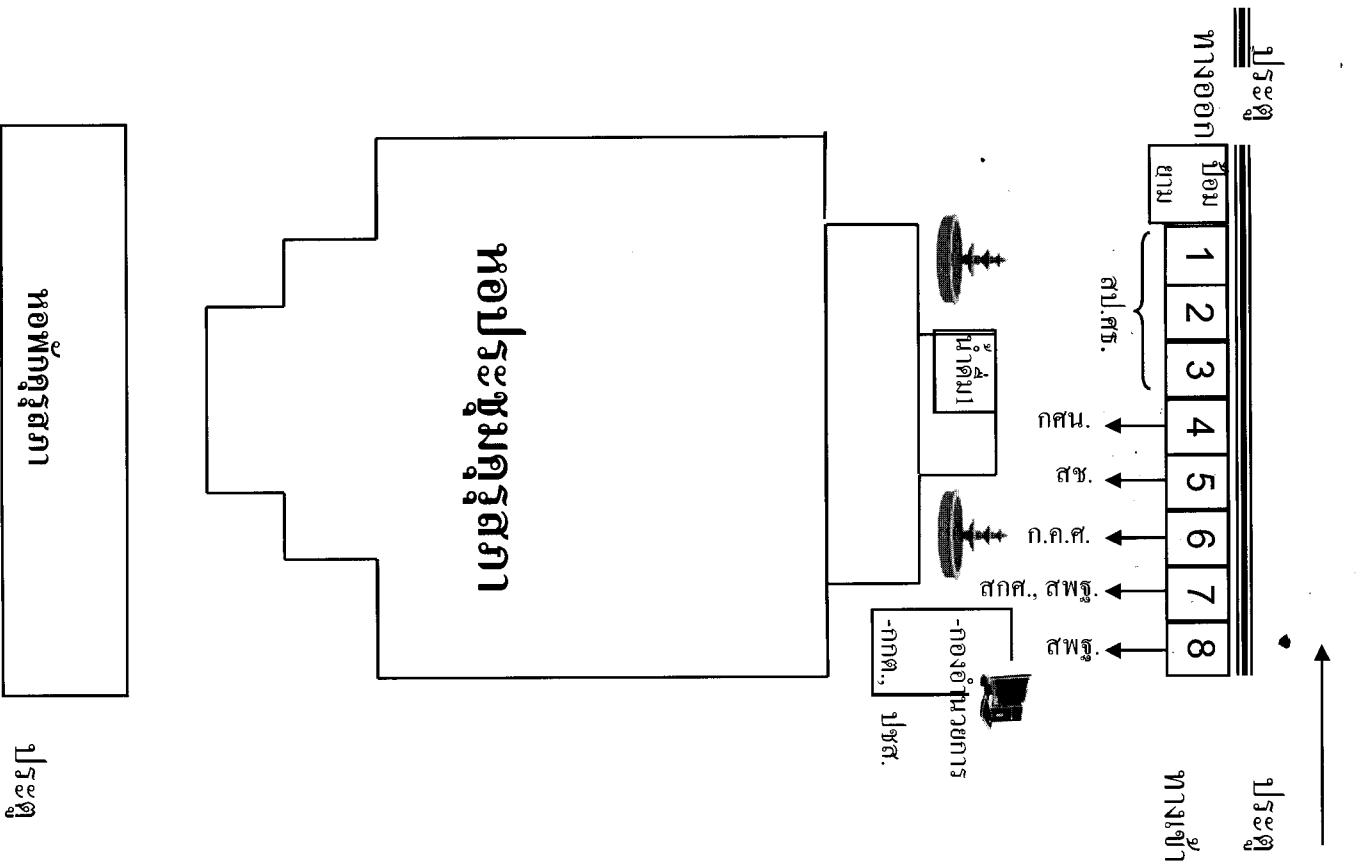 ประตู
ทางออก
ป้อม
ยาม
1
2
3
4
5
6
7
8
สป.ศธ.
กศน.
สช.
ก.ค.ศ.
สกศ., สพฐ.
สพฐ.
ประตู
ทางเข้า
น้ำดื่ม1
-กองอำนวยการ
-กกต., ปชส.
หอประชุมคุรุสภา
หอพักคุรุสภา
ประตู